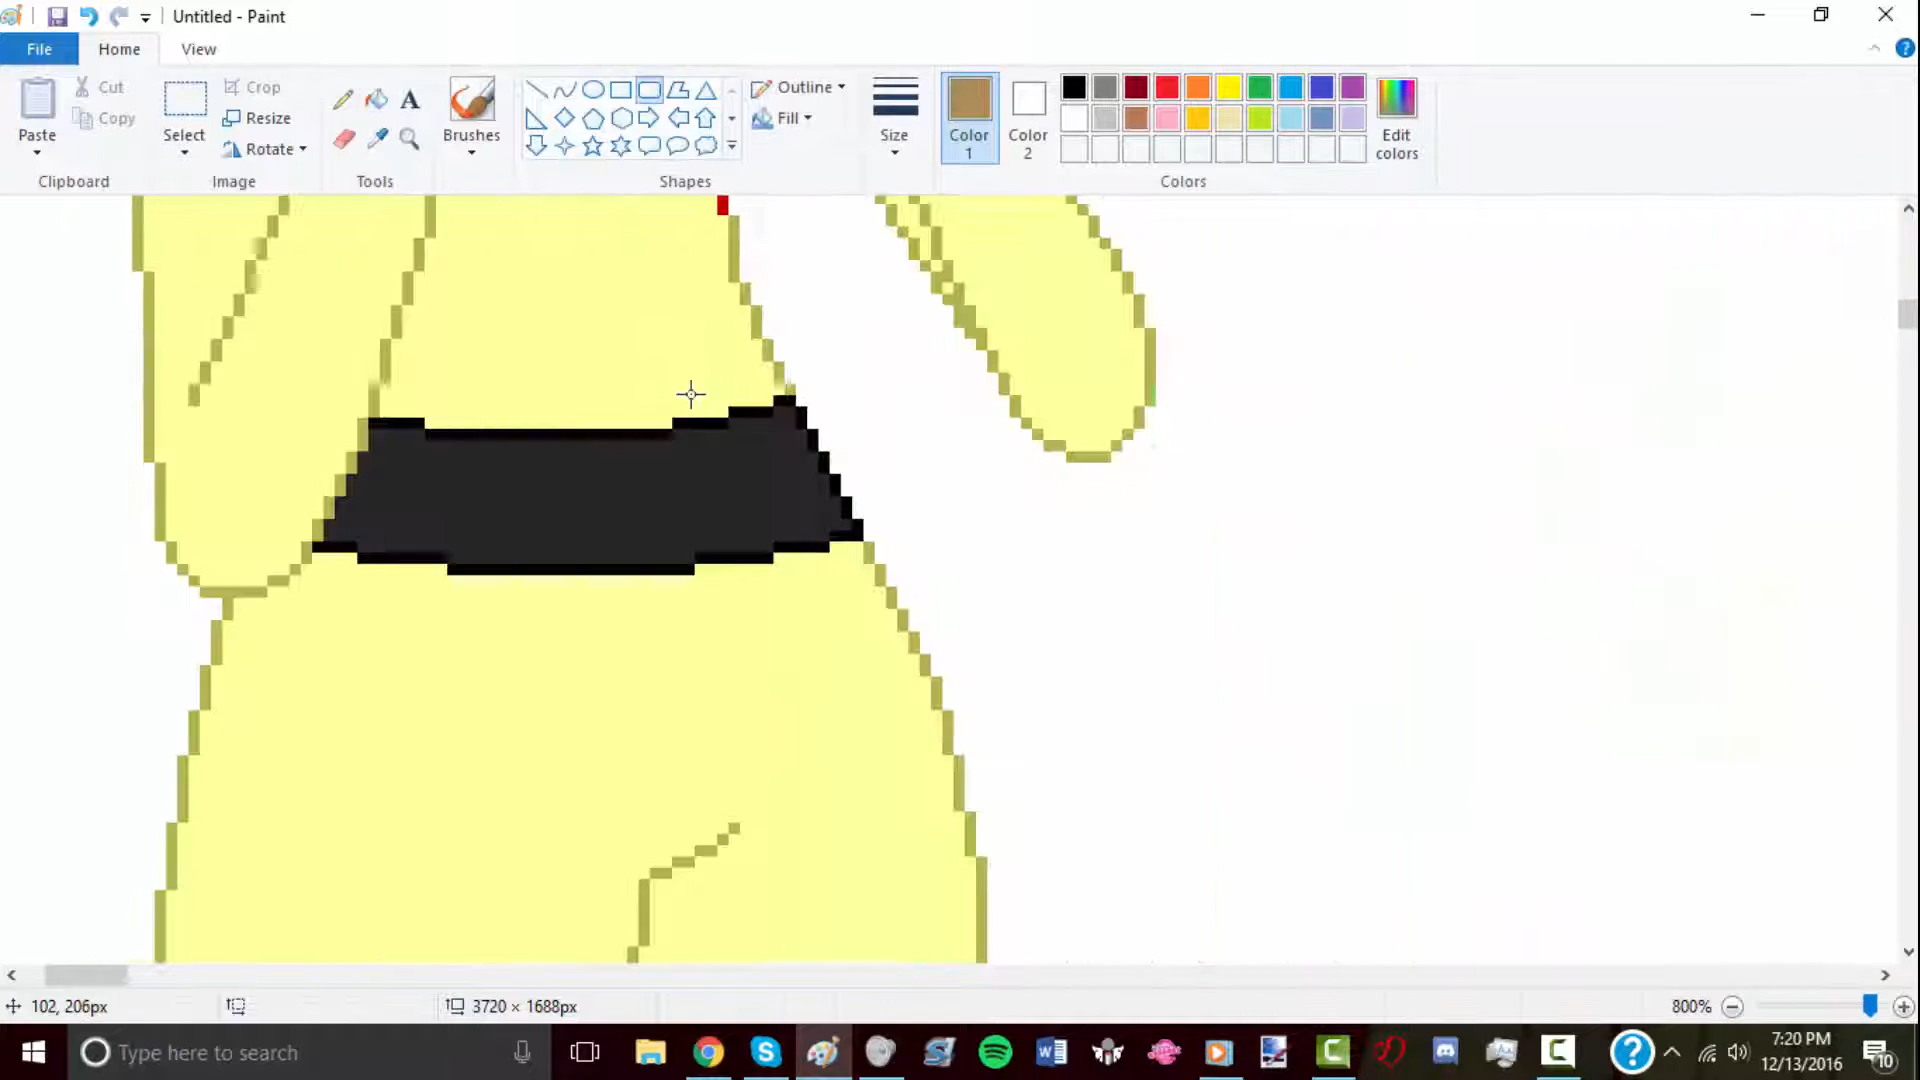 Untitled - Paint
File Home View
Paste Cut Copy
Clipboard
Select Crop Resize Rotate
Image
A
Tools
Brushes
Shapes
Outline
Fill
Size
Color 1
Color 2
Edit colors
Colors
102, 206px
3720 × 1688px
800%
Type here to search
7:20 PM
12/13/2016
10